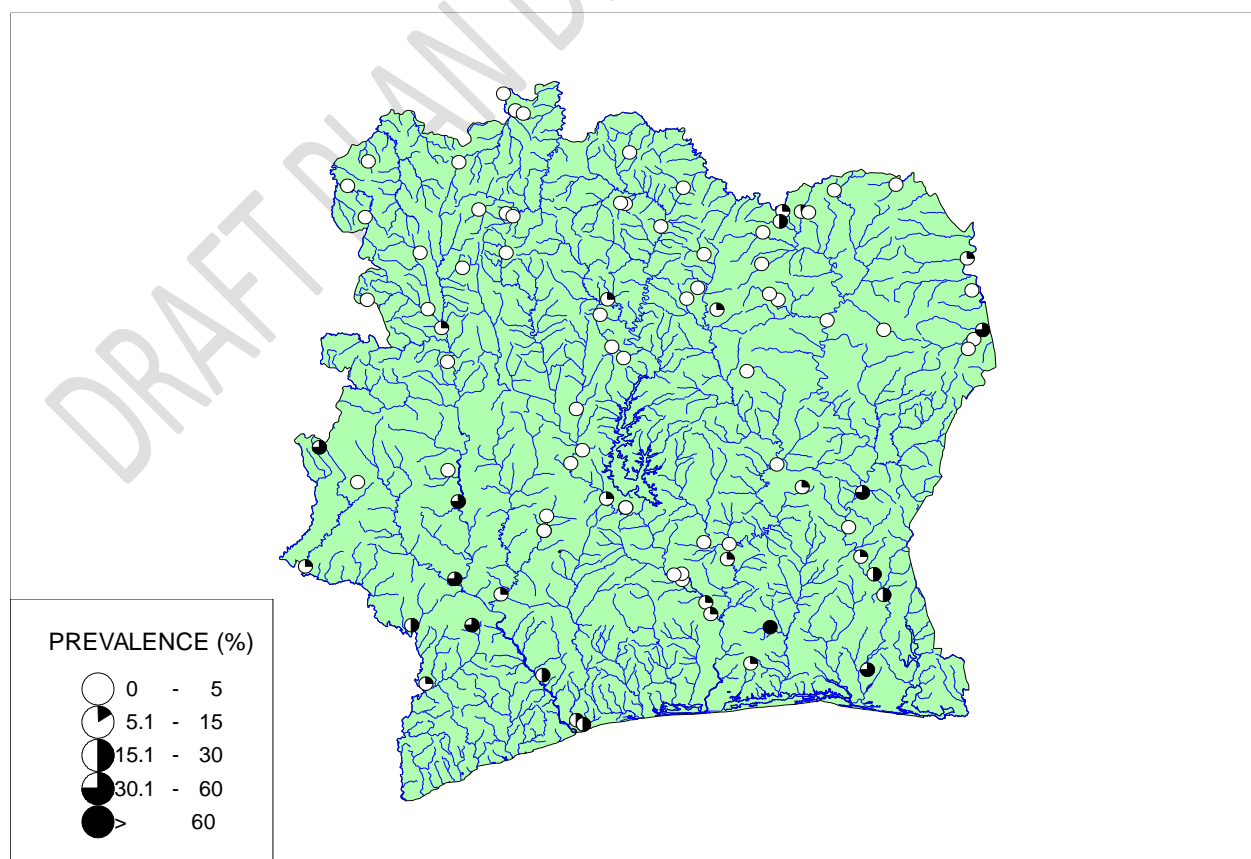 DRAFT PLAN D
PREVALENCE (%)
0 - 5
5.1 - 15
15.1 - 30
30.1 - 60
> 60